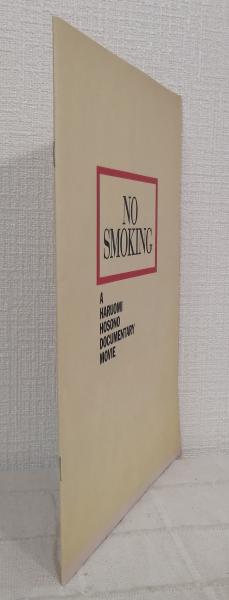 NO
SMOKING
A
HARUOMI
HOSONO
DOCUMENTARY
MOVIE